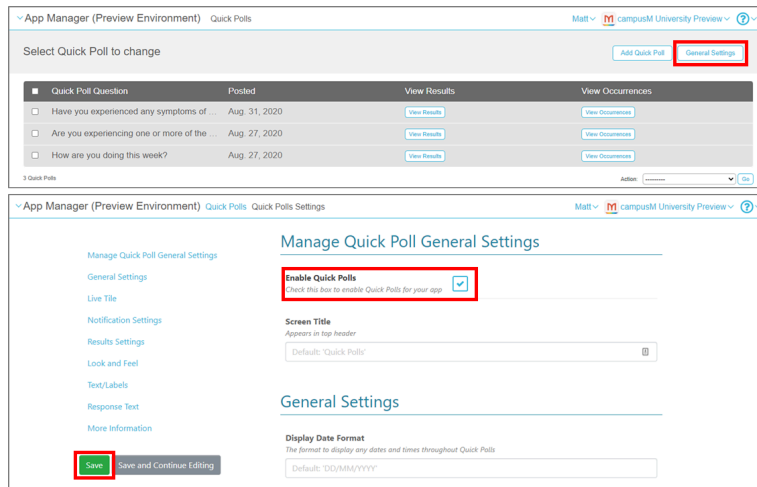 App Manager (Preview Environment) Quick Polls Matt campusM University Preview ?
Select Quick Poll to change Add Quick Poll General Settings
Quick Poll Question Posted View Results View Occurrences
Have you experienced any symptoms of ... Aug. 31, 2020 View Results View Occurrences
Are you experiencing one or more of the ... Aug. 27, 2020 View Results View Occurrences
How are you doing this week? Aug. 27, 2020 View Results View Occurrences
3 Quick Polls Action: --------- Go
App Manager (Preview Environment) Quick Polls Quick Polls Settings Matt campusM University Preview ?
Manage Quick Poll General Settings
General Settings
Live Tile
Notification Settings
Results Settings
Look and Feel
Text/Labels
Response Text
More Information
Save Save and Continue Editing
Manage Quick Poll General Settings
Enable Quick Polls
Check this box to enable Quick Polls for your app
Screen Title
Appears in top header
Default: 'Quick Polls'
General Settings
Display Date Format
The format to display any dates and times throughout Quick Polls
Default: 'DD/MM/YYYY'